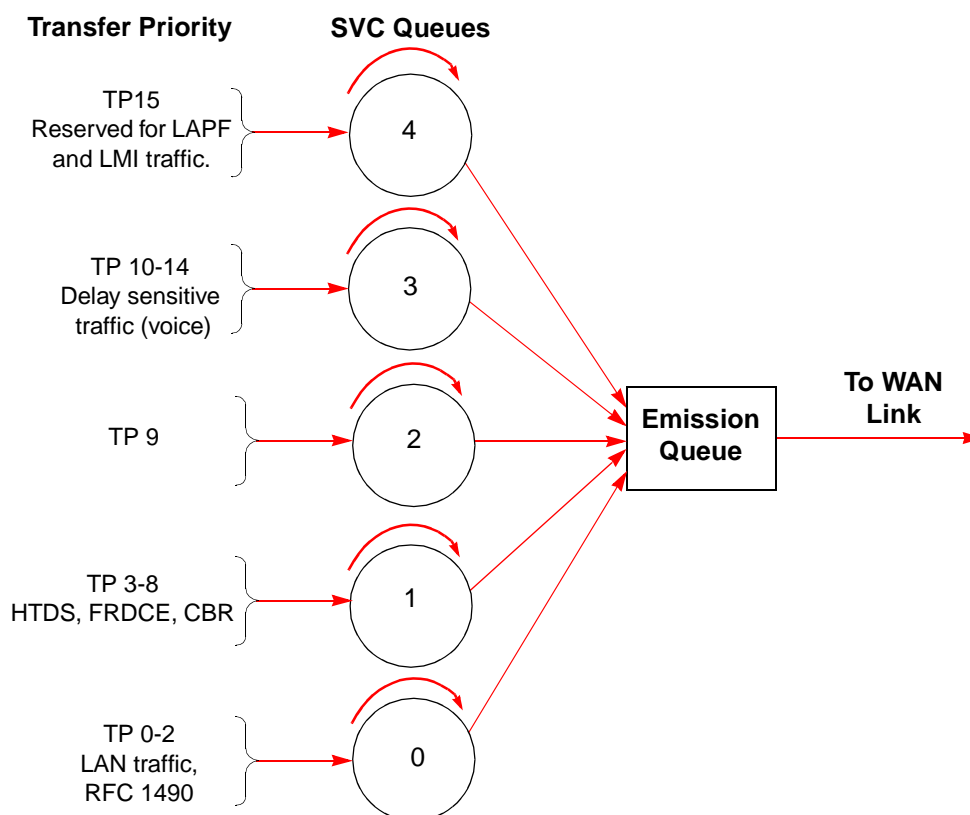 Transfer Priority
SVC Queues
TP15
Reserved for LAPF
and LMI traffic.
4
TP 10-14
Delay sensitive
traffic (voice)
3
TP 9
2
Emission
Queue
To WAN
Link
TP 3-8
HTDS, FRDCE, CBR
1
TP 0-2
LAN traffic,
RFC 1490
0